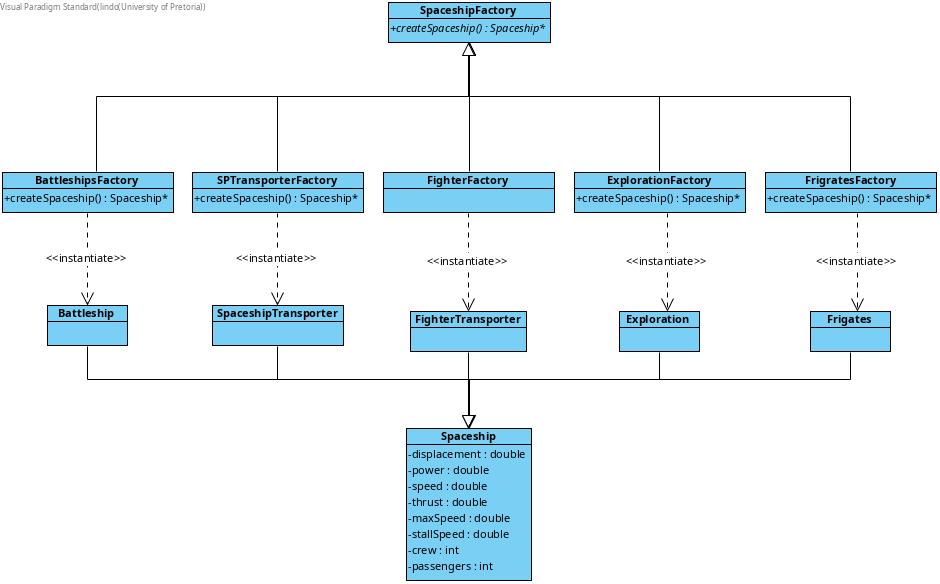 Visual Paradigm Standard(lindo(University of Pretoria))
SpaceshipFactory
+createSpaceship() : Spaceship*
BattleshipsFactory
+createSpaceship() : Spaceship*
SPTransporterFactory
+createSpaceship() : Spaceship*
FighterFactory
ExplorationFactory
+createSpaceship() : Spaceship*
FrigratesFactory
+createSpaceship() : Spaceship*
<<instantiate>>
<<instantiate>>
<<instantiate>>
<<instantiate>>
<<instantiate>>
Battleship
SpaceshipTransporter
FighterTransporter
Exploration
Frigates
Spaceship
-displacement : double
-power : double
-speed : double
-thrust : double
-maxSpeed : double
-stallSpeed : double
-crew : int
-passengers : int